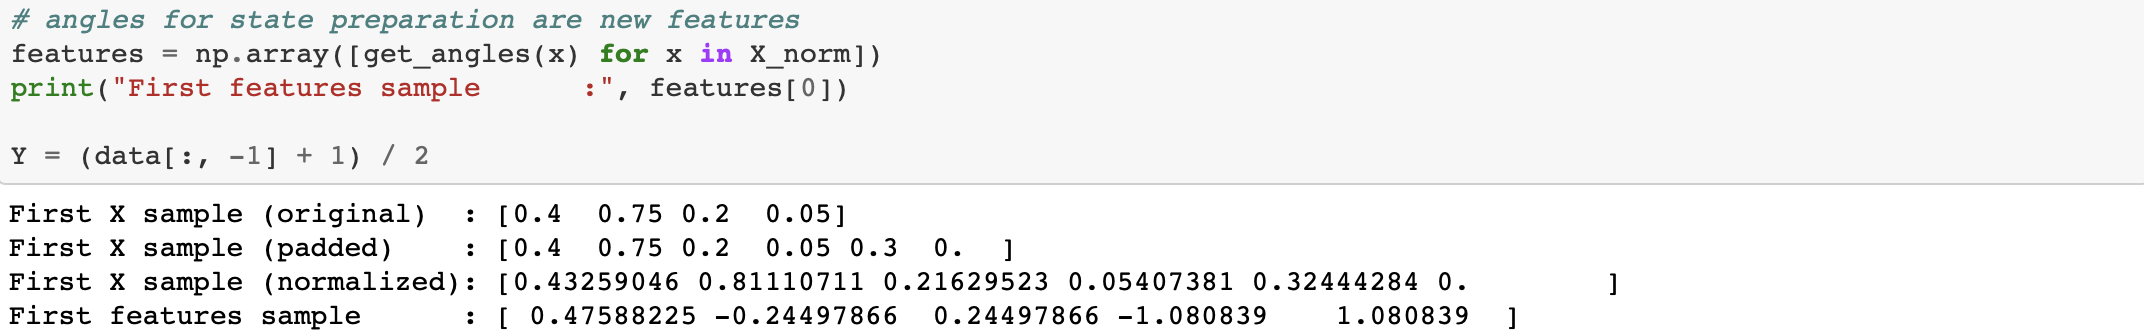 # angles for state preparation are new features
features = np.array([get_angles(x) for x in X_norm])
print("First features sample      :", features[0])

Y = (data[:, -1] + 1) / 2
First X sample (original)  : [0.4  0.75 0.2  0.05]
First X sample (padded)    : [0.4  0.75 0.2  0.05 0.3  0.  ]
First X sample (normalized): [0.43259046 0.81110711 0.21629523 0.05407381 0.32444284 0.        ]
First features sample      : [ 0.47588225 -0.24497866  0.24497866 -1.080839    1.080839  ]